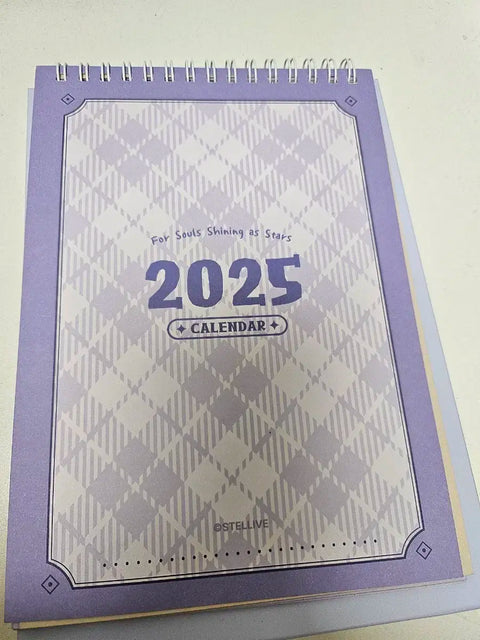 For Souls Shining as Stars
2025
CALENDAR
©STELLIVE